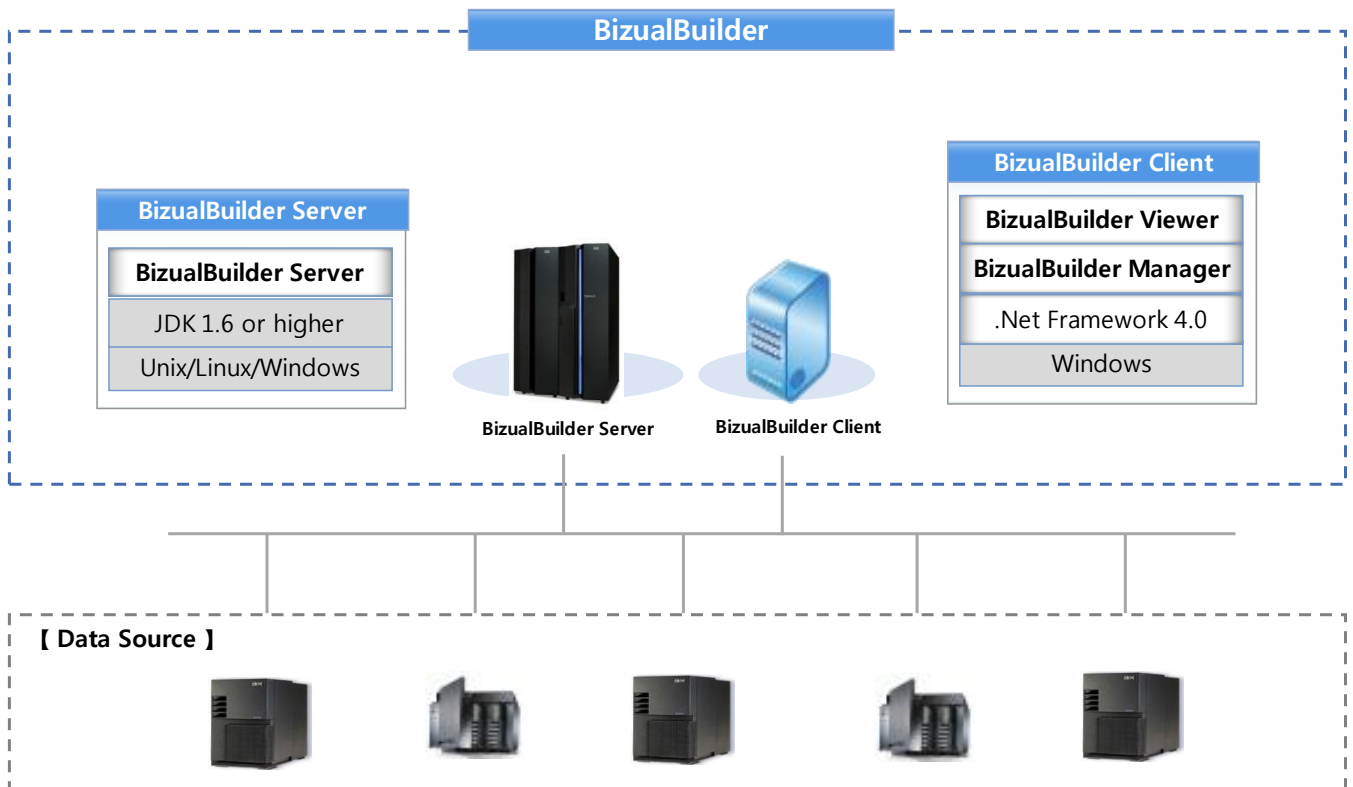 BizualBuilder
BizualBuilder Server
BizualBuilder Server
JDK 1.6 or higher
Unix/Linux/Windows
BizualBuilder Server
BizualBuilder Client
BizualBuilder Client
BizualBuilder Viewer
BizualBuilder Manager
.Net Framework 4.0
Windows
【 Data Source 】